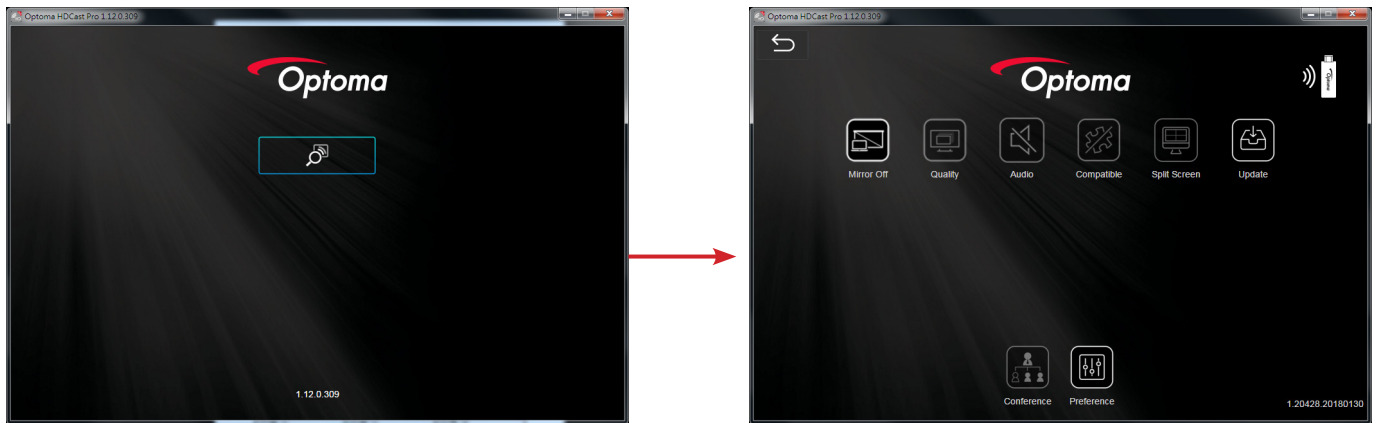 Optoma HDCast Pro 1.12.0.309
Optoma
1.12.0.309
Optoma HDCast Pro 1.12.0.309
Optoma
Optoma
Mirror Off
Quality
Audio
Compatible
Split Screen
Update
Conference
Preference
1.20428.20180130